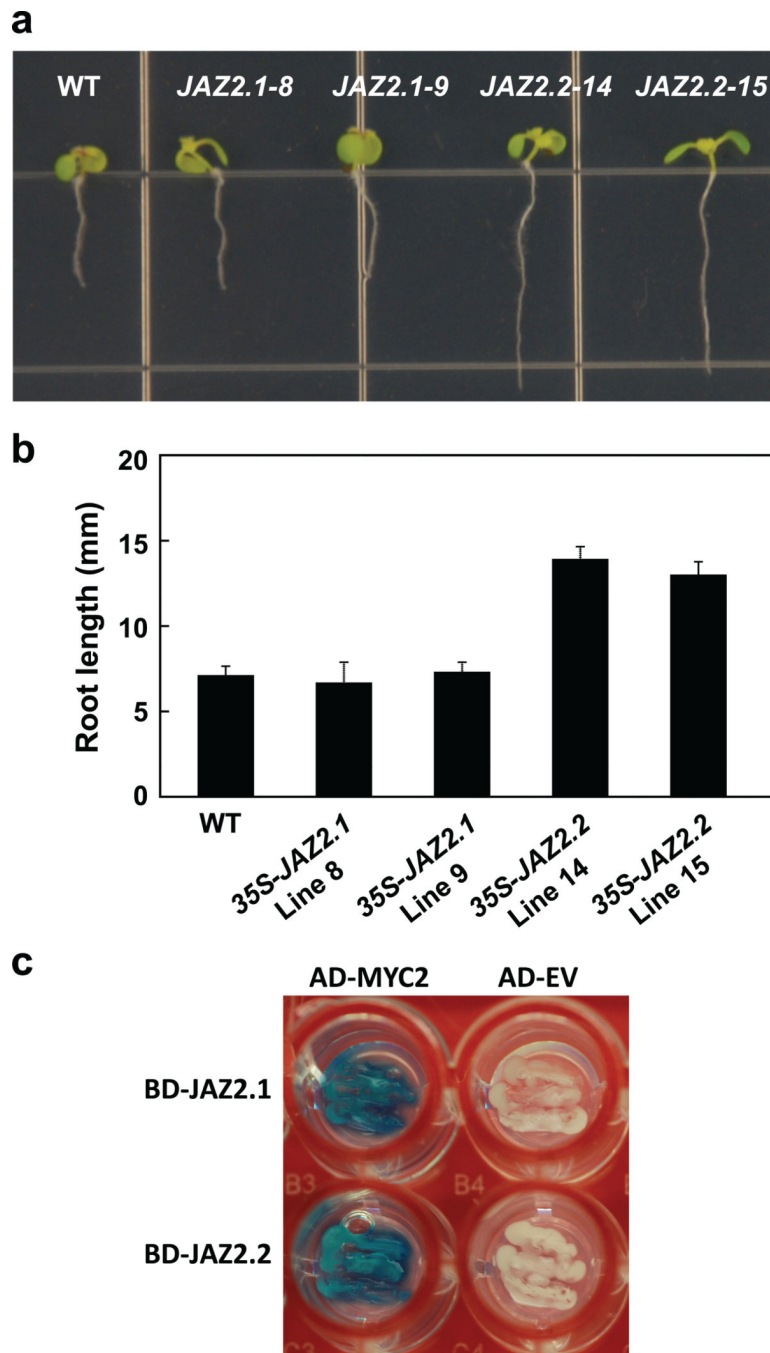 a
WT JAZ2.1-8 JAZ2.1-9 JAZ2.2-14 JAZ2.2-15
b
Root length (mm)
20
15
10
5
0
WT
35S-JAZ2.1
Line 8
35S-JAZ2.1
Line 9
35S-JAZ2.2
Line 14
35S-JAZ2.2
Line 15
c
AD-MYC2 AD-EV
BD-JAZ2.1
B3 B4
BD-JAZ2.2
C3 C4